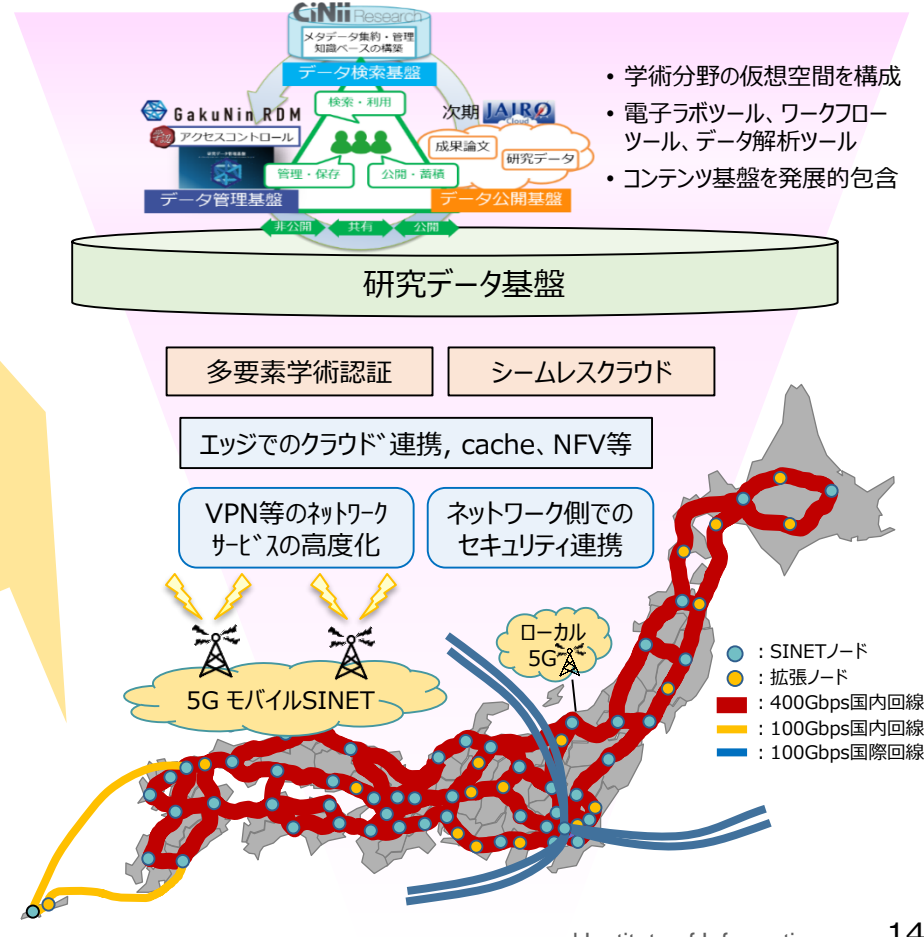 CiNii Research
メタデータ集約・管理
知識ベースの構築
データ検索基盤
検索・利用
GakuNin RDM
アクセスコントロール
管理・保存
データ管理基盤
次期 JAIRO Cloud
成果論文
研究データ
公開・蓄積
データ公開基盤
非公開
共有
公開
• 学術分野の仮想空間を構成
• 電子ラボツール、ワークフロー
ツール、データ解析ツール
• コンテンツ基盤を発展的包含
研究データ基盤
多要素学術認証
シームレスクラウド
エッジでのクラウド゛連携, cache、NFV等
VPN等のネットワーク
サービスの高度化
ネットワーク側での
セキュリティ連携
ローカル
5G
5G モバイルSINET
：SINETノード
：拡張ノード
：400Gbps国内回線
：100Gbps国内回線
：100Gbps国際回線
14